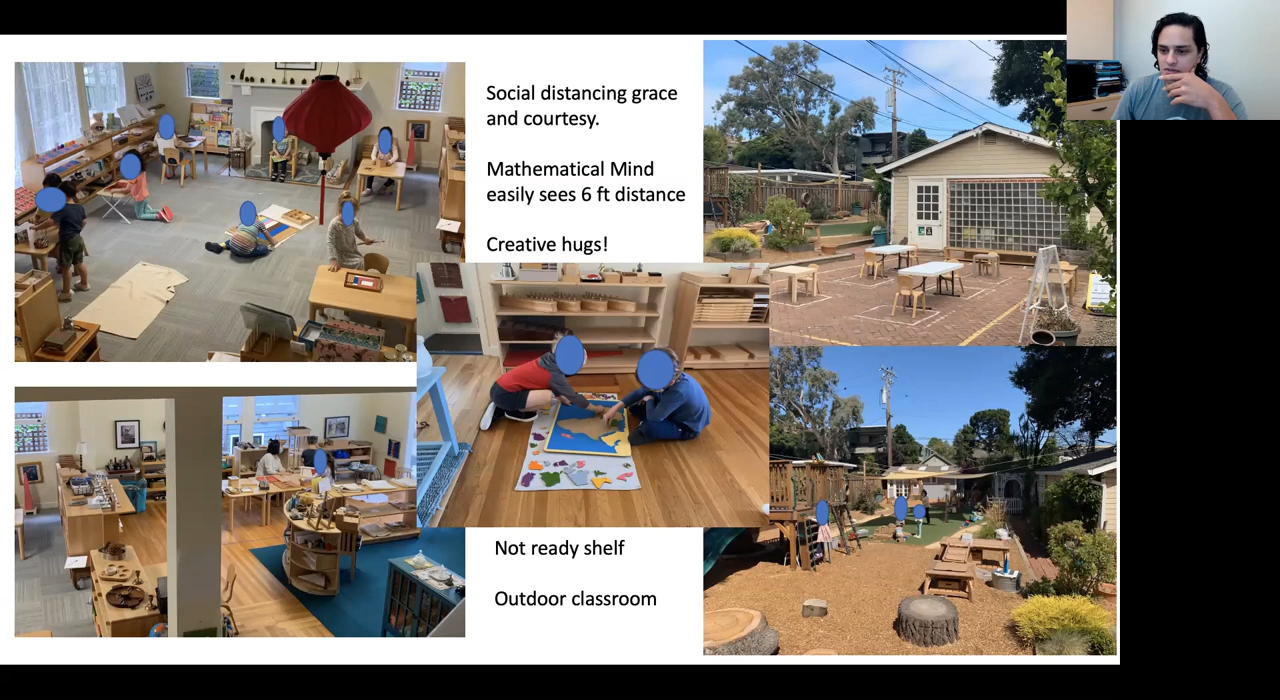 Social distancing grace
and courtesy.
Mathematical Mind
easily sees 6 ft distance
Creative hugs!
Not ready shelf
Outdoor classroom